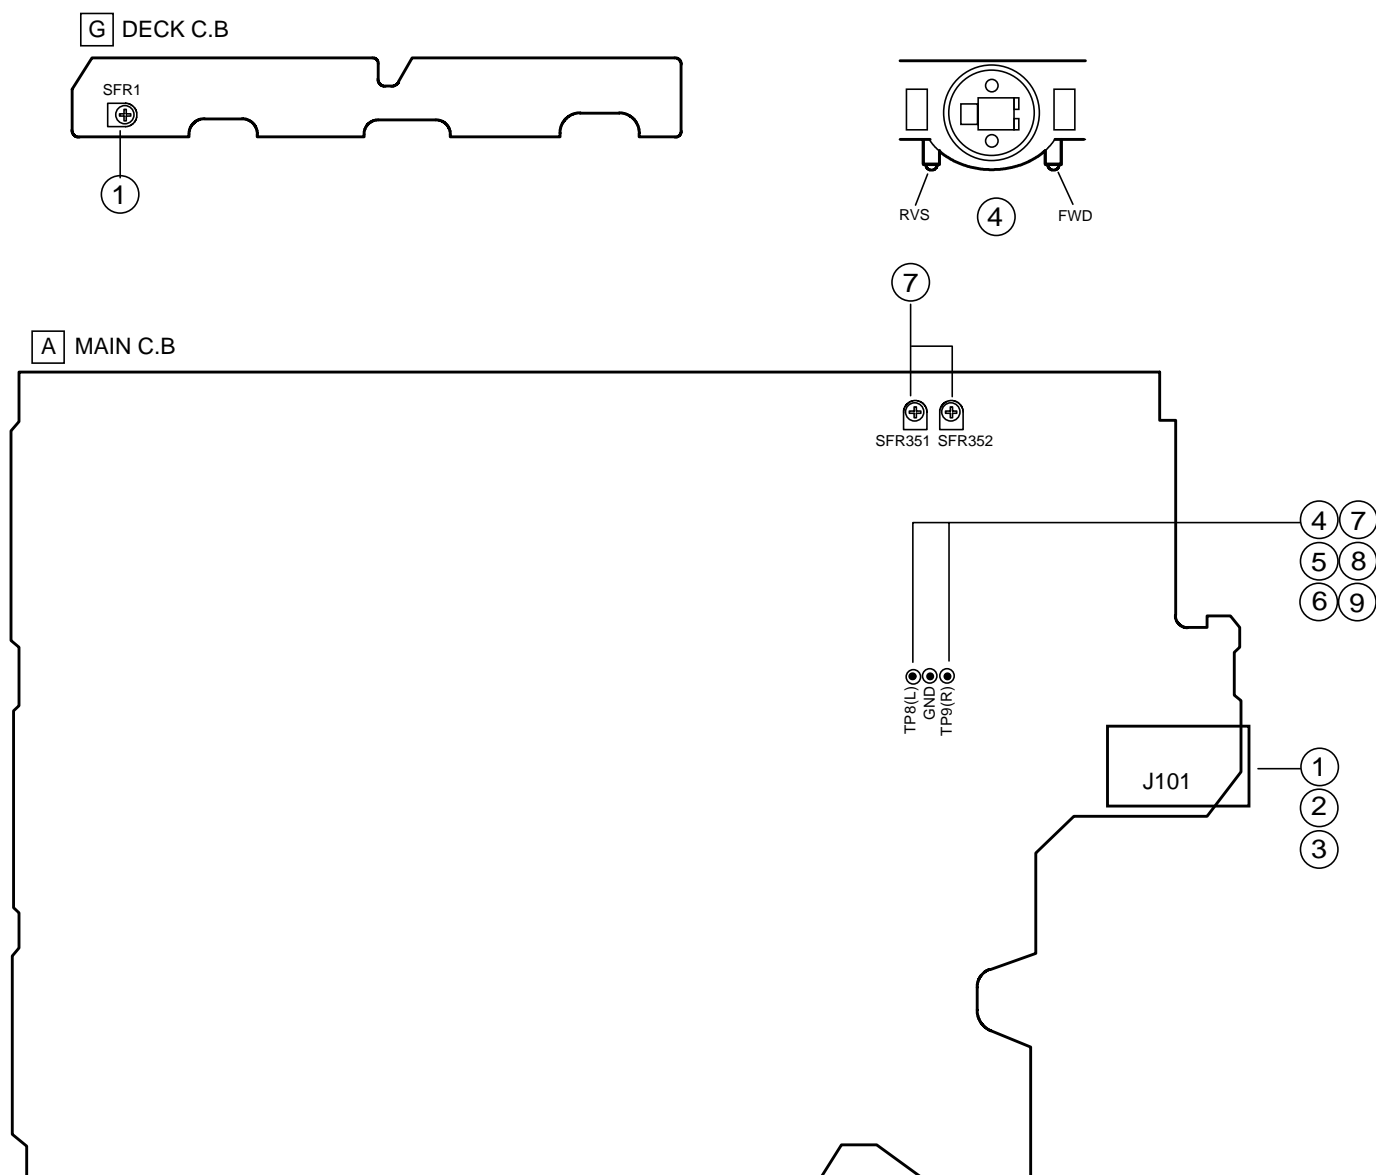 G DECK C.B
SFR1
1
RVS
4
FWD
7
A MAIN C.B
SFR351 SFR352
4 7
5 8
6 9
TP8(L)
GND
TP9(R)
J101
1
2
3